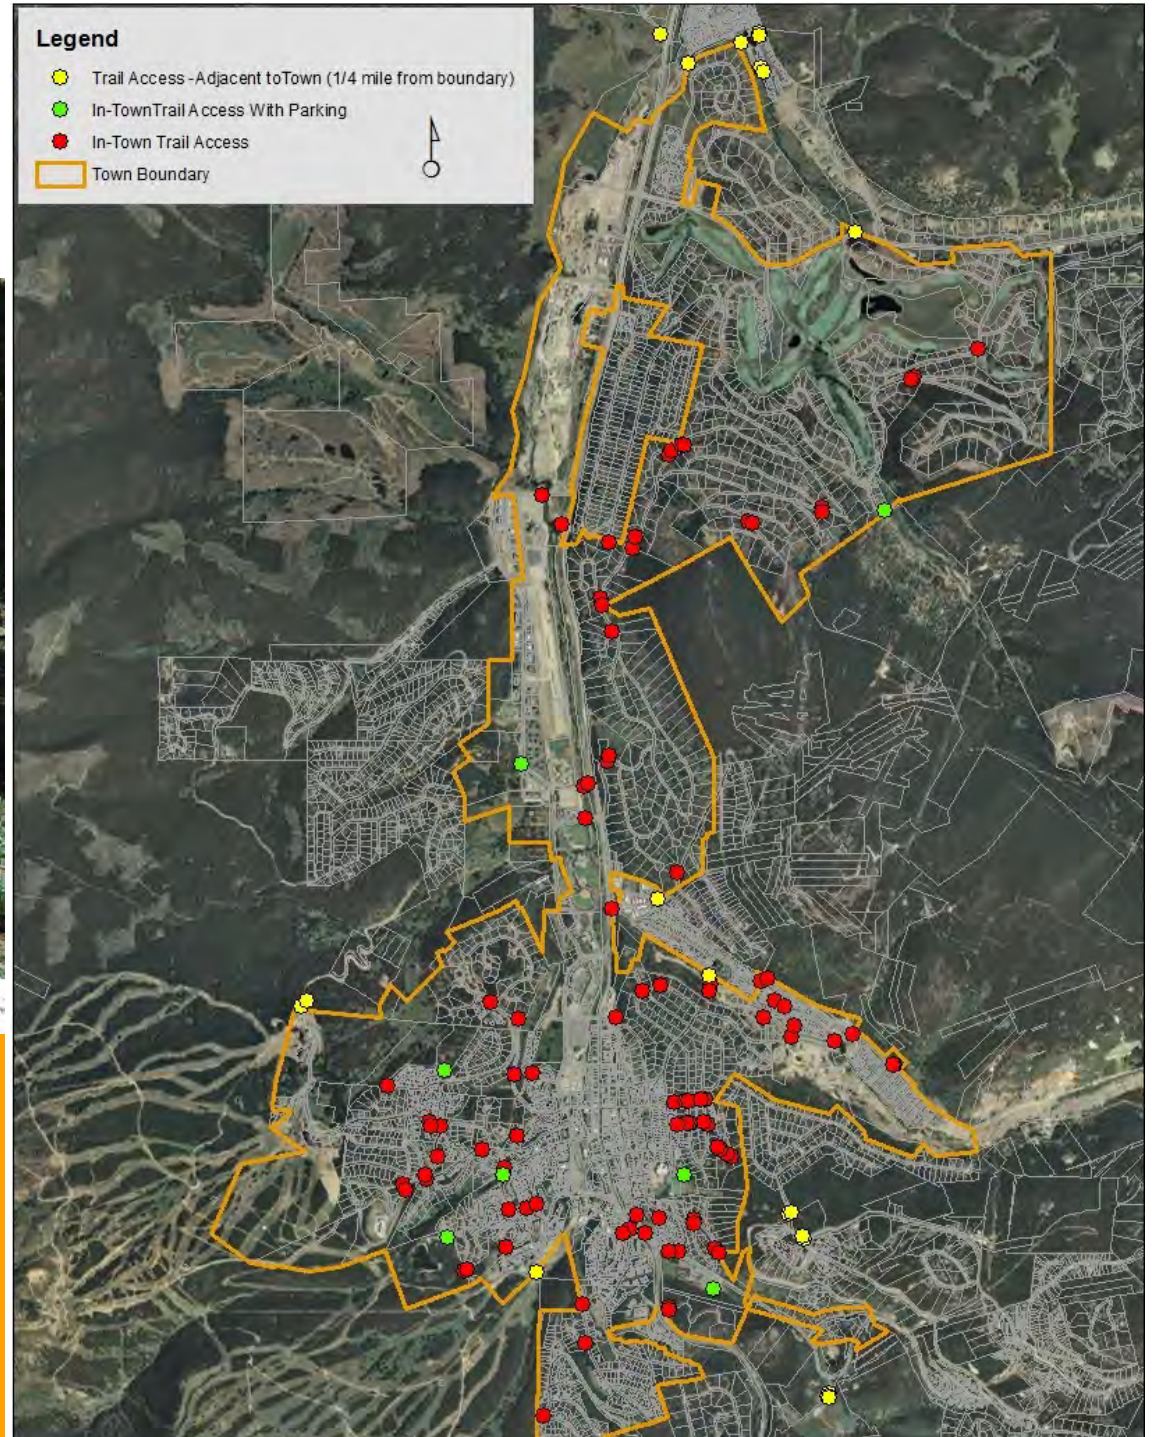 Legend
Trail Access -Adjacent toTown (1/4 mile from boundary)
In-TownTrail Access With Parking
In-Town Trail Access
Town Boundary